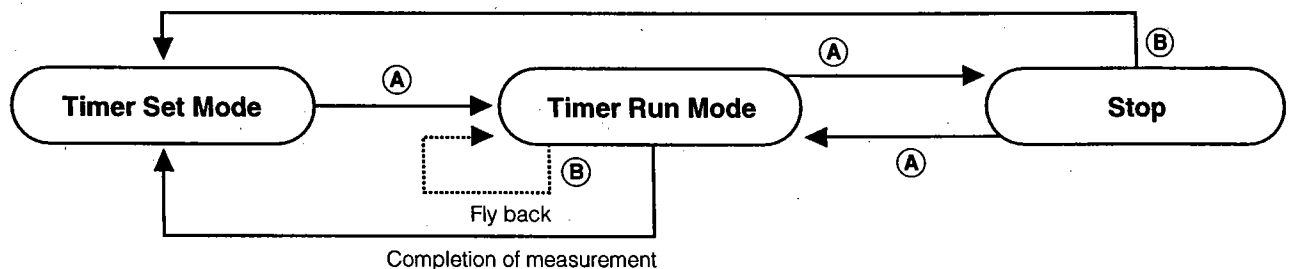 B
A
A
Timer Set Mode
Timer Run Mode
Stop
A
B
Fly back
Completion of measurement